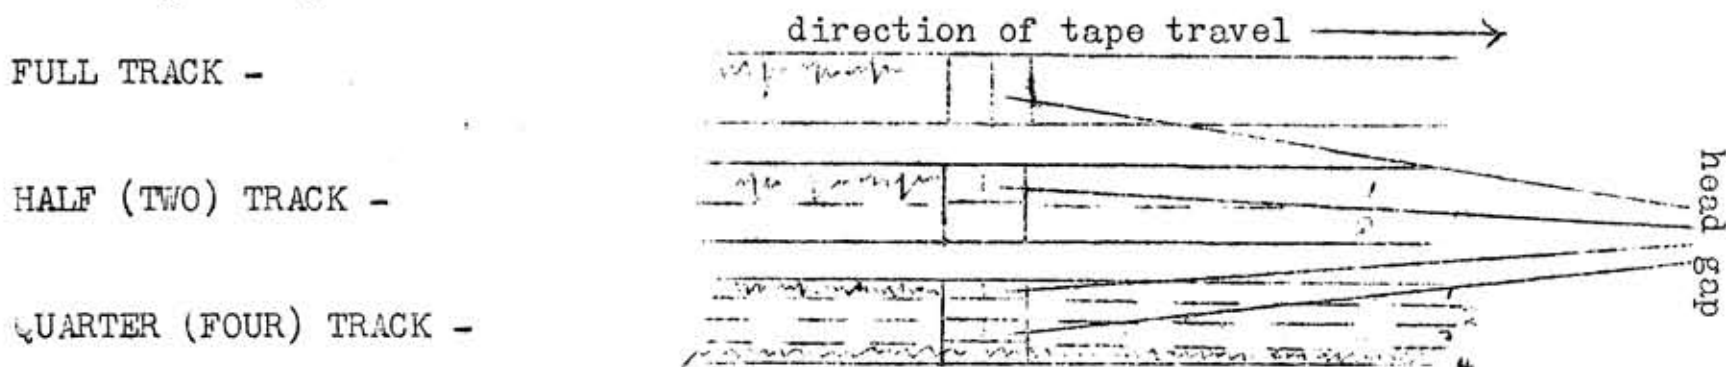 direction of tape travel
FULL TRACK -
HALF (TWO) TRACK -
QUARTER (FOUR) TRACK -
head gap